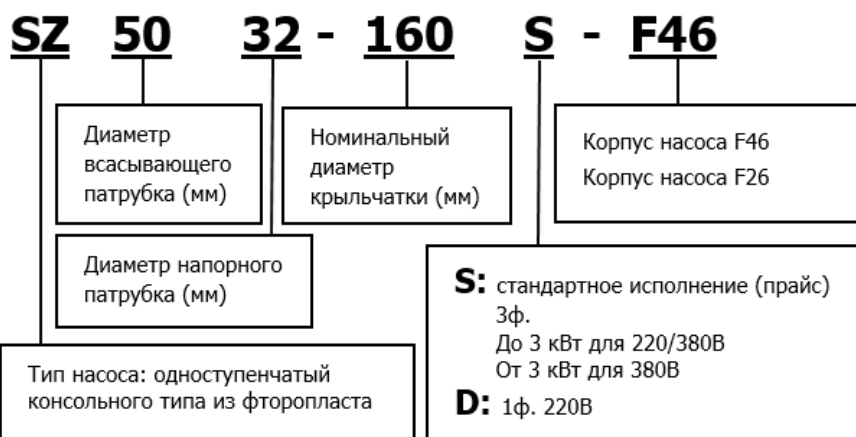 SZ 50 32 - 160 S - F46
Диаметр
всасывающего
патрубка (мм)
Номинальный
диаметр
крыльчатки (мм)
Корпус насоса F46
Корпус насоса F26
Диаметр напорного
патрубка (мм)
S: стандартное исполнение (прайс)
3ф.
До 3 кВт для 220/380В
От 3 кВт для 380В
D: 1ф. 220В
Тип насоса: одноступенчатый
консольного типа из фторопласта